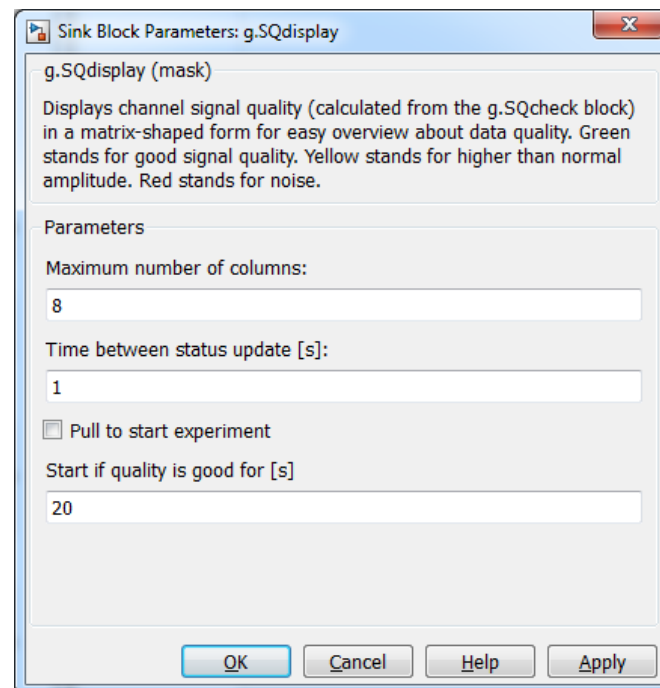 Sink Block Parameters: g.SQdisplay
g.SQdisplay (mask)
Displays channel signal quality (calculated from the g.SQcheck block)
in a matrix-shaped form for easy overview about data quality. Green
stands for good signal quality. Yellow stands for higher than normal
amplitude. Red stands for noise.
Parameters
Maximum number of columns:
8
Time between status update [s]:
1
Pull to start experiment
Start if quality is good for [s]
20
OK Cancel Help Apply